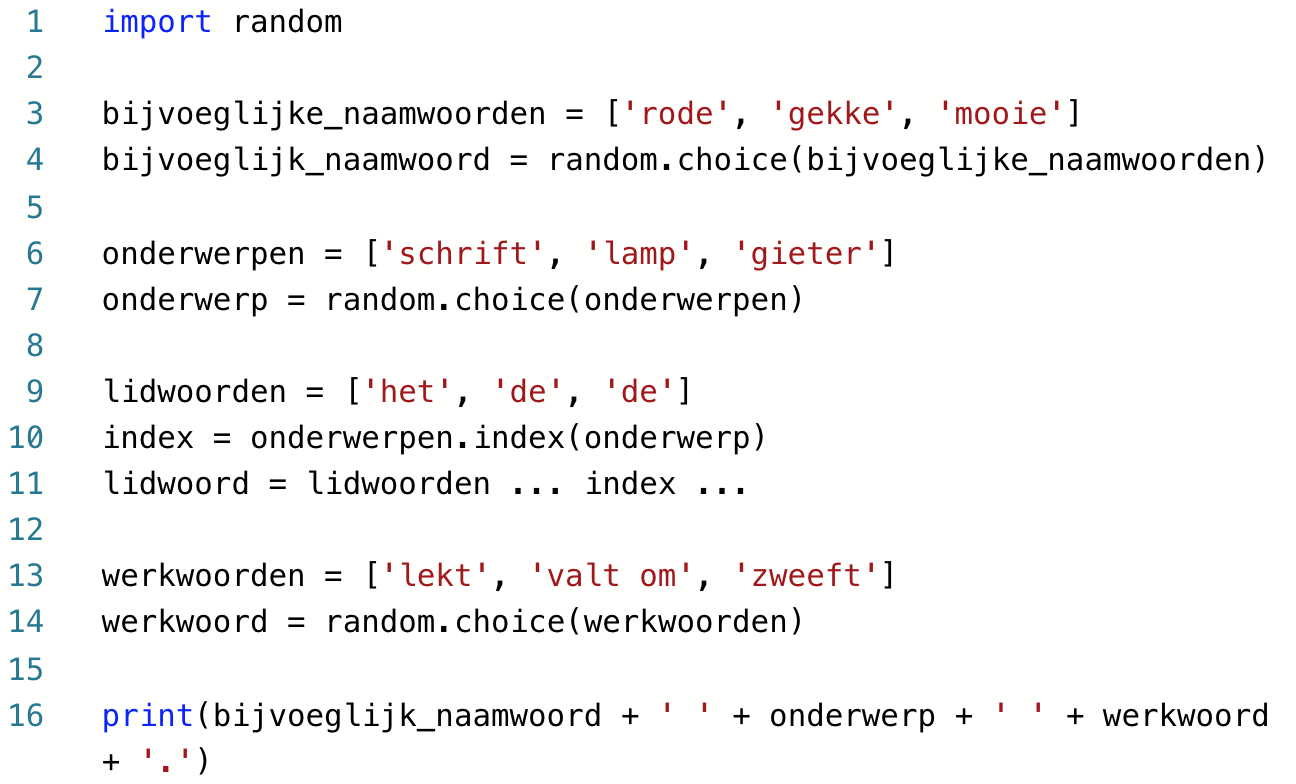 1 import random
2
3 bijvoeglijke_naamwoorden = ['rode', 'gekke', 'mooie']
4 bijvoeglijk_naamwoord = random.choice(bijvoeglijke_naamwoorden)
5
6 onderwerpen = ['schrift', 'lamp', 'gieter']
7 onderwerp = random.choice(onderwerpen)
8
9 lidwoorden = ['het', 'de', 'de']
10 index = onderwerpen.index(onderwerp)
11 lidwoord = lidwoorden ... index ...
12
13 werkwoorden = ['lekt', 'valt om', 'zweeft']
14 werkwoord = random.choice(werkwoorden)
15
16 print(bijvoeglijk_naamwoord + ' ' + onderwerp + ' ' + werkwoord
+ '.')